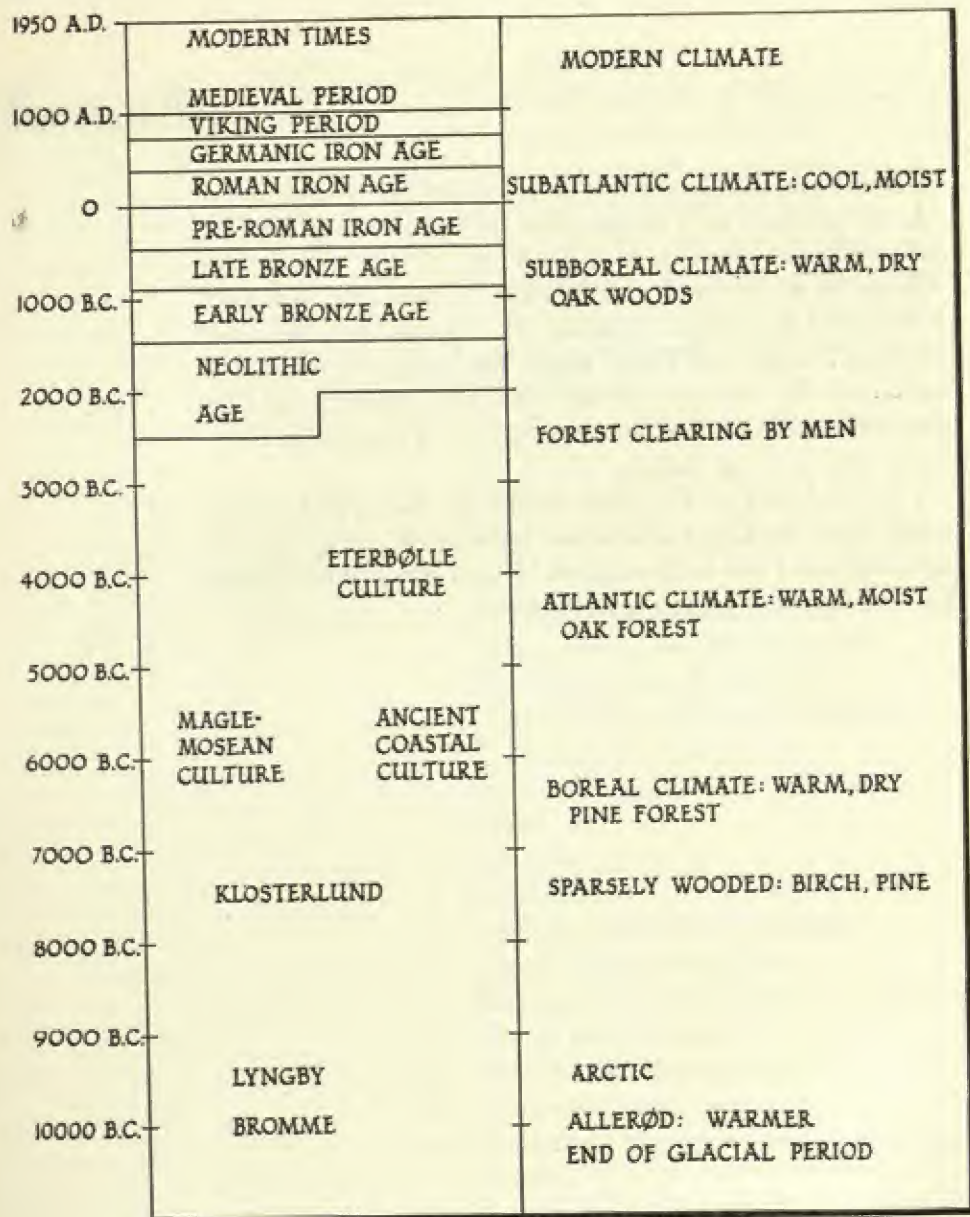 1950 A.D.
MODERN TIMES
MODERN CLIMATE
MEDIEVAL PERIOD
1000 A.D.
VIKING PERIOD
GERMANIC IRON AGE
ROMAN IRON AGE
SUBATLANTIC CLIMATE: COOL, MOIST
0
PRE-ROMAN IRON AGE
LATE BRONZE AGE
SUBBOREAL CLIMATE: WARM, DRY
OAK WOODS
1000 B.C.
EARLY BRONZE AGE
NEOLITHIC
2000 B.C.
AGE
FOREST CLEARING BY MEN
3000 B.C.
ETERBØLLE
CULTURE
4000 B.C.
ATLANTIC CLIMATE: WARM, MOIST
OAK FOREST
5000 B.C.
MAGLE-
MOSEAN
CULTURE
ANCIENT
COASTAL
CULTURE
6000 B.C.
BOREAL CLIMATE: WARM, DRY
PINE FOREST
7000 B.C.
KLOSTERLUND
SPARSELY WOODED: BIRCH, PINE
8000 B.C.
9000 B.C.
LYNGBY
ARCTIC
10000 B.C.
BROMME
ALLERØD: WARMER
END OF GLACIAL PERIOD